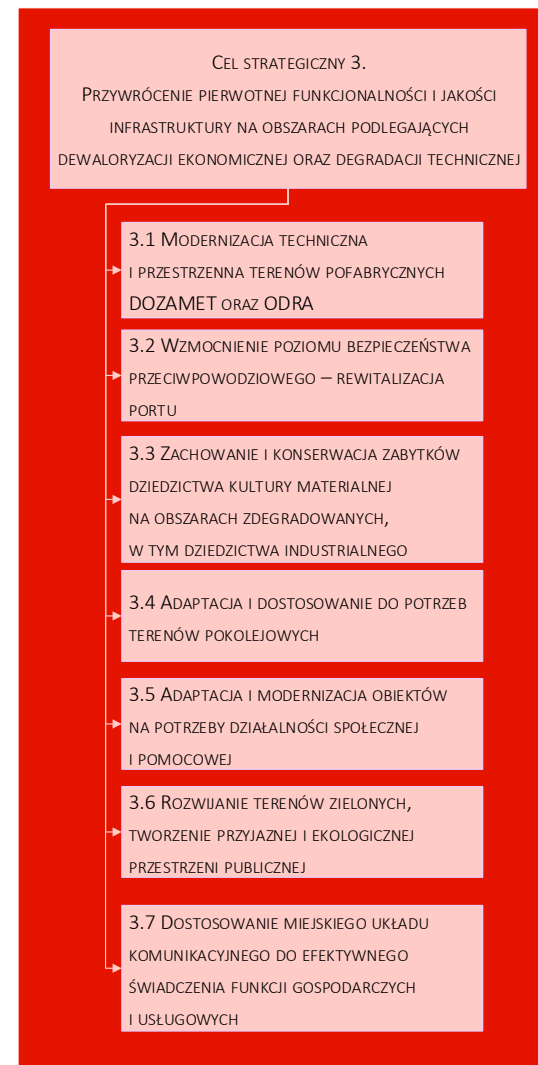 Cel strategiczny 3.
Przywrócenie pierwotnej funkcjonalności i jakości
infrastruktury na obszarach podlegających
dewaloryzacji ekonomicznej oraz degradacji technicznej
3.1 Modernizacja techniczna
i przestrzenna terenów pofabrycznych
DOZAMET oraz ODRA
3.2 Wzmocnienie poziomu bezpieczeństwa
przeciwpowodziowego – rewitalizacja
portu
3.3 Zachowanie i konserwacja zabytków
dziedzictwa kultury materialnej
na obszarach zdegradowanych,
w tym dziedzictwa industrialnego
3.4 Adaptacja i dostosowanie do potrzeb
terenów pokolejowych
3.5 Adaptacja i modernizacja obiektów
na potrzeby działalności społecznej
i pomocowej
3.6 Rozwijanie terenów zielonych,
tworzenie przyjaznej i ekologicznej
przestrzeni publicznej
3.7 Dostosowanie miejskiego układu
komunikacyjnego do efektywnego
świadczenia funkcji gospodarczych
i usługowych